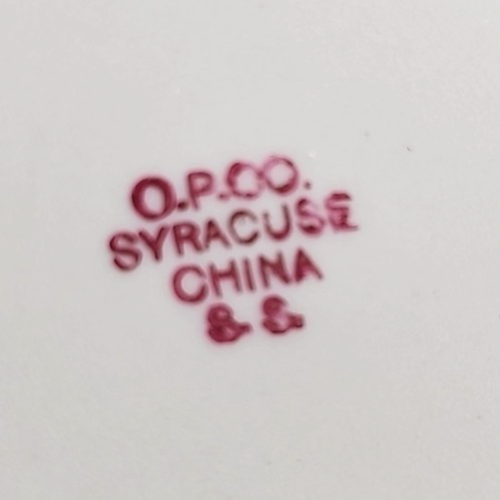 O.P.CO.
SYRACUSE
CHINA
& &